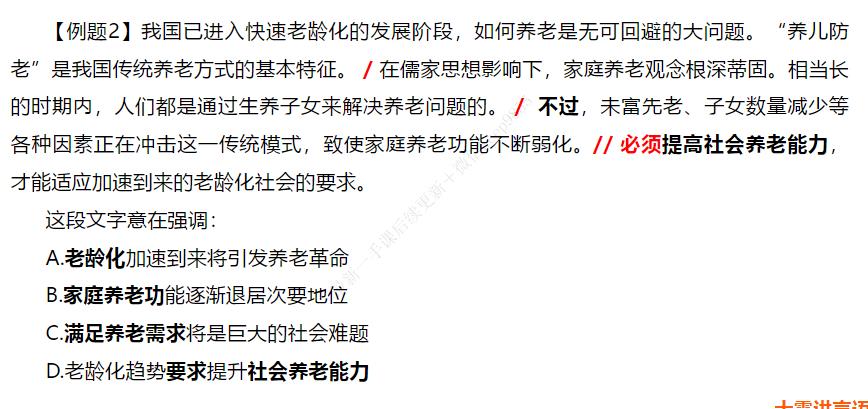 【例题2】我国已进入快速老龄化的发展阶段，如何养老是无可回避的大问题。“养儿防
老”是我国传统养老方式的基本特征。/ 在儒家思想影响下，家庭养老观念根深蒂固。相当长
的时期内，人们都是通过生养子女来解决养老问题的。/ 不过，未富先老、子女数量减少等
各种因素正在冲击这一传统模式，致使家庭养老功能不断弱化。// 必须提高社会养老能力，
才能适应加速到来的老龄化社会的要求。
这段文字意在强调：
A.老龄化加速到来将引发养老革命
B.家庭养老功能逐渐退居次要地位
C.满足养老需求将是巨大的社会难题
D.老龄化趋势要求提升社会养老能力